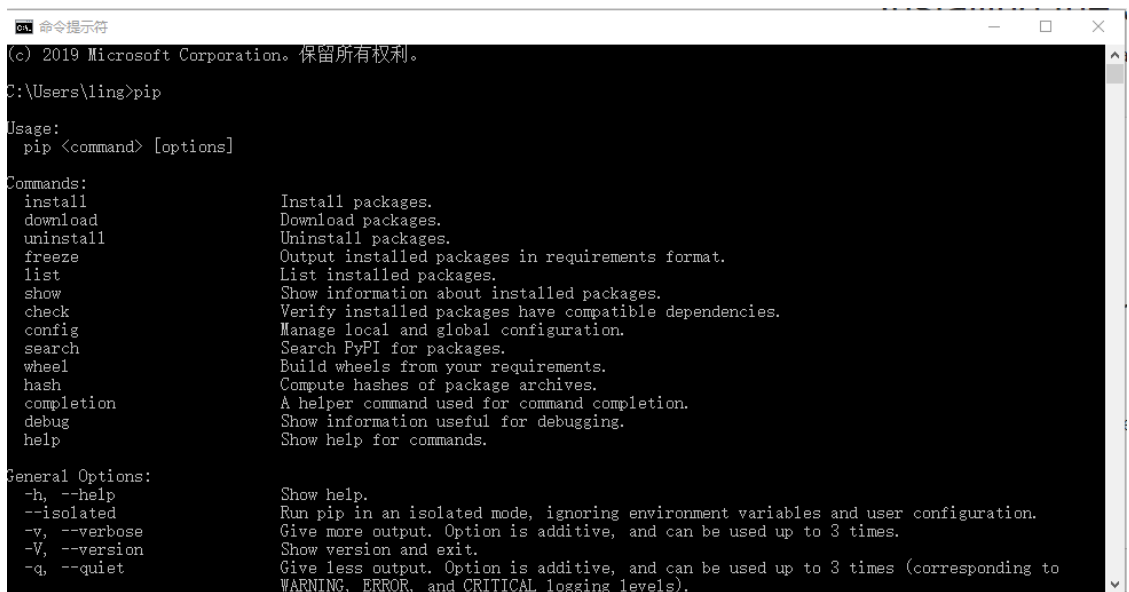 命令提示符
(c) 2019 Microsoft Corporation。保留所有权利。
C:\Users\ling>pip
Usage:
pip <command> [options]
Commands:
install Install packages.
download Download packages.
uninstall Uninstall packages.
freeze Output installed packages in requirements format.
list List installed packages.
show Show information about installed packages.
check Verify installed packages have compatible dependencies.
config Manage local and global configuration.
search Search PyPI for packages.
wheel Build wheels from your requirements.
hash Compute hashes of package archives.
completion A helper command used for command completion.
debug Show information useful for debugging.
help Show help for commands.
General Options:
-h, --help Show help.
--isolated Run pip in an isolated mode, ignoring environment variables and user configuration.
-v, --verbose Give more output. Option is additive, and can be used up to 3 times.
-V, --version Show version and exit.
-q, --quiet Give less output. Option is additive, and can be used up to 3 times (corresponding to
WARNING, ERROR, and CRITICAL logging levels).